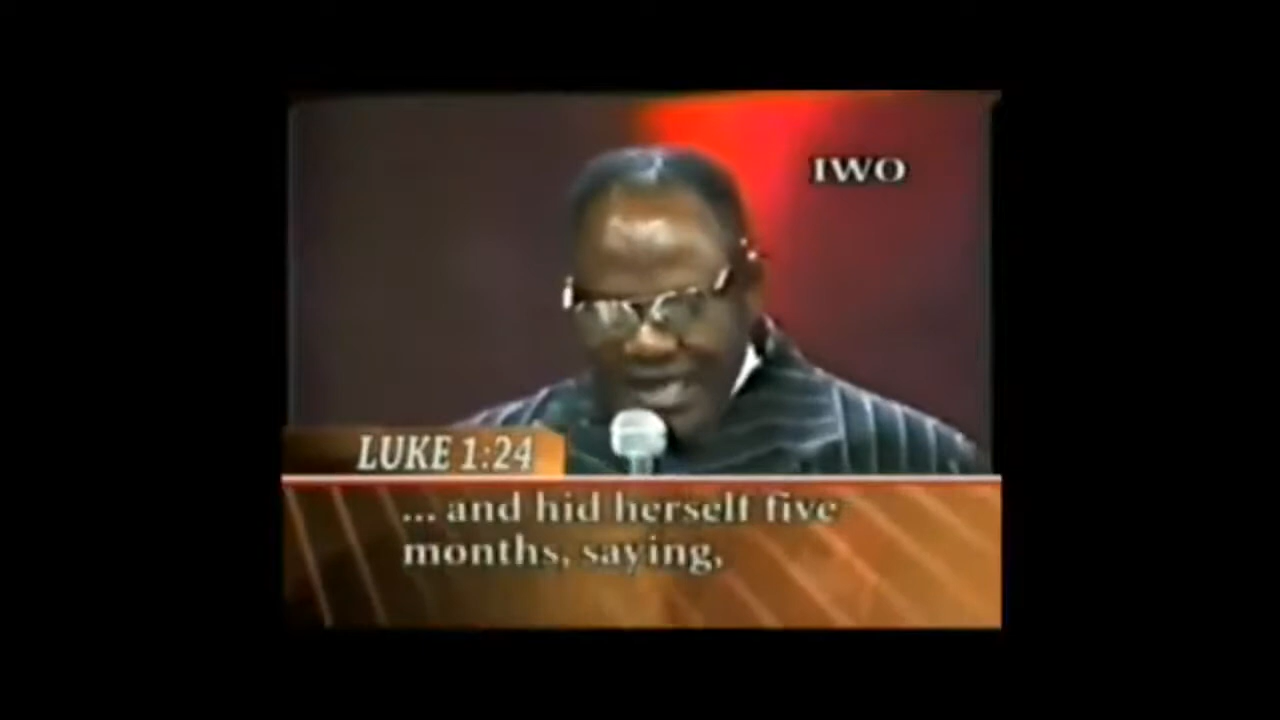 IWO
LUKE 1:24
... and hid herself five
months, saying,